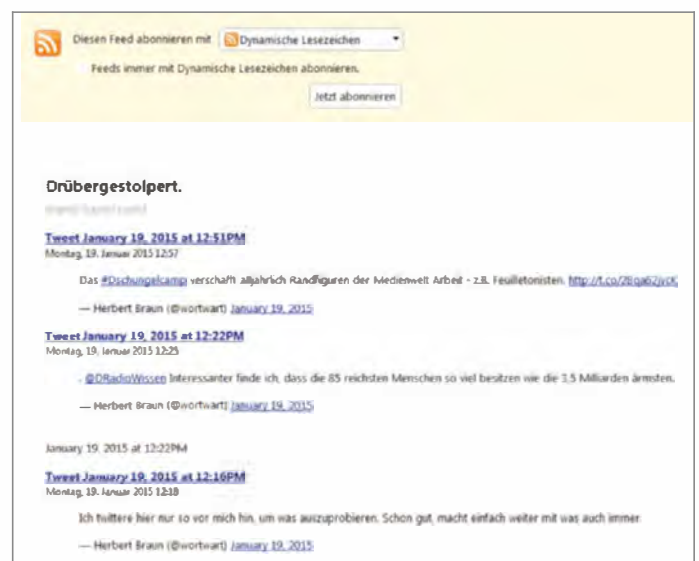 Diesen Feed abonnieren mit Dynamische Lesezeichen
Feeds immer mit Dynamische Lesezeichen abonnieren.
Jetzt abonnieren
Drübergestolpert.
Tweet January 19, 2015 at 12:51PM
Montag, 19. Januar 2015 12:57
Das #Dschungelcamp verschafft alljährlich Randfiguren der Medienwelt Arbeit - z.B. Feuilletonisten.
— Herbert Braun (@wortwart) January 19, 2015
Tweet January 19, 2015 at 12:22PM
Montag, 19. Januar 2015 12:25
. @DRadioWissen Interessanter finde ich, dass die 85 reichsten Menschen so viel besitzen wie die 3,5 Milliarden ärmsten.
— Herbert Braun (@wortwart) January 19, 2015
January 19, 2015 at 12:22PM
Tweet January 19, 2015 at 12:16PM
Montag, 19. Januar 2015 12:18
Ich twittere hier nur so vor mich hin, um was auszuprobieren. Schon gut, macht einfach weiter mit was auch immer
— Herbert Braun (@wortwart) January 19, 2015